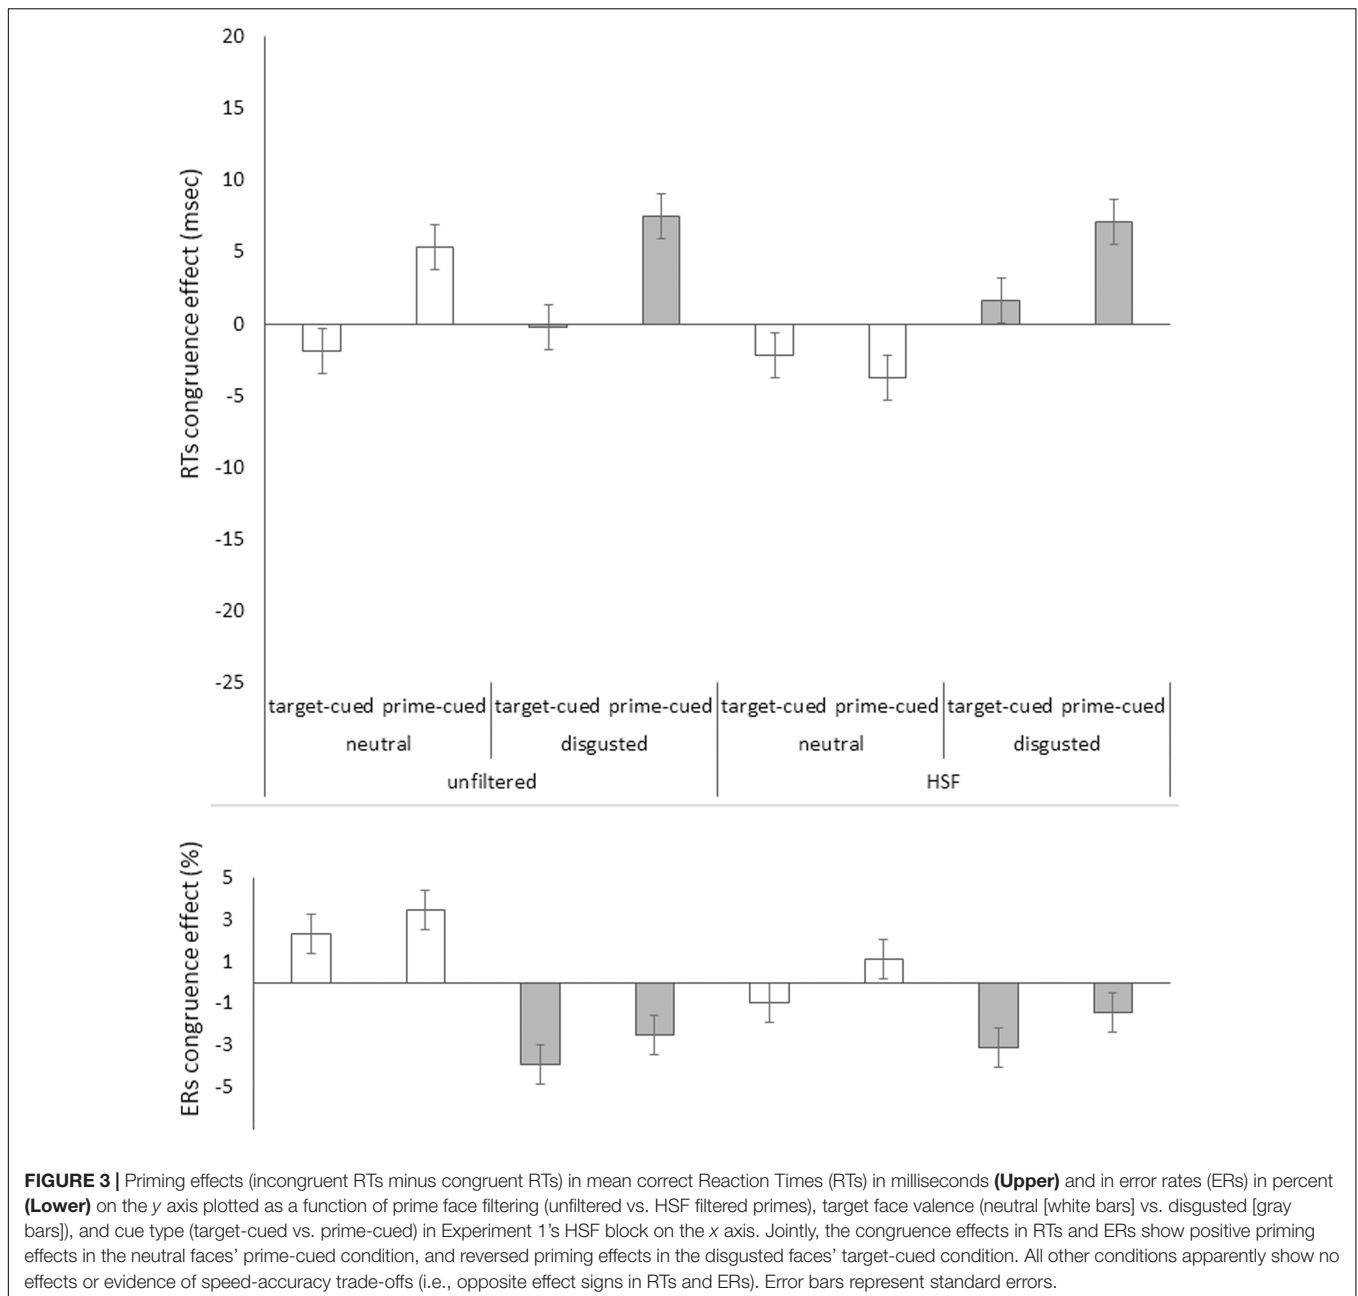 20
15
10
5
0
-5
-10
-15
-20
-25
RTs congruence effect (msec)
target-cued prime-cued target-cued prime-cued target-cued prime-cued target-cued prime-cued
neutral disgusted neutral disgusted
unfiltered HSF
5
3
1
-1
-3
-5
ERs congruence effect (%)
FIGURE 3 | Priming effects (incongruent RTs minus congruent RTs) in mean correct Reaction Times (RTs) in milliseconds (Upper) and in error rates (ERs) in percent
(Lower) on the y axis plotted as a function of prime face filtering (unfiltered vs. HSF filtered primes), target face valence (neutral [white bars] vs. disgusted [gray
bars]), and cue type (target-cued vs. prime-cued) in Experiment 1's HSF block on the x axis. Jointly, the congruence effects in RTs and ERs show positive priming
effects in the neutral faces' prime-cued condition, and reversed priming effects in the disgusted faces' target-cued condition. All other conditions apparently show no
effects or evidence of speed-accuracy trade-offs (i.e., opposite effect signs in RTs and ERs). Error bars represent standard errors.